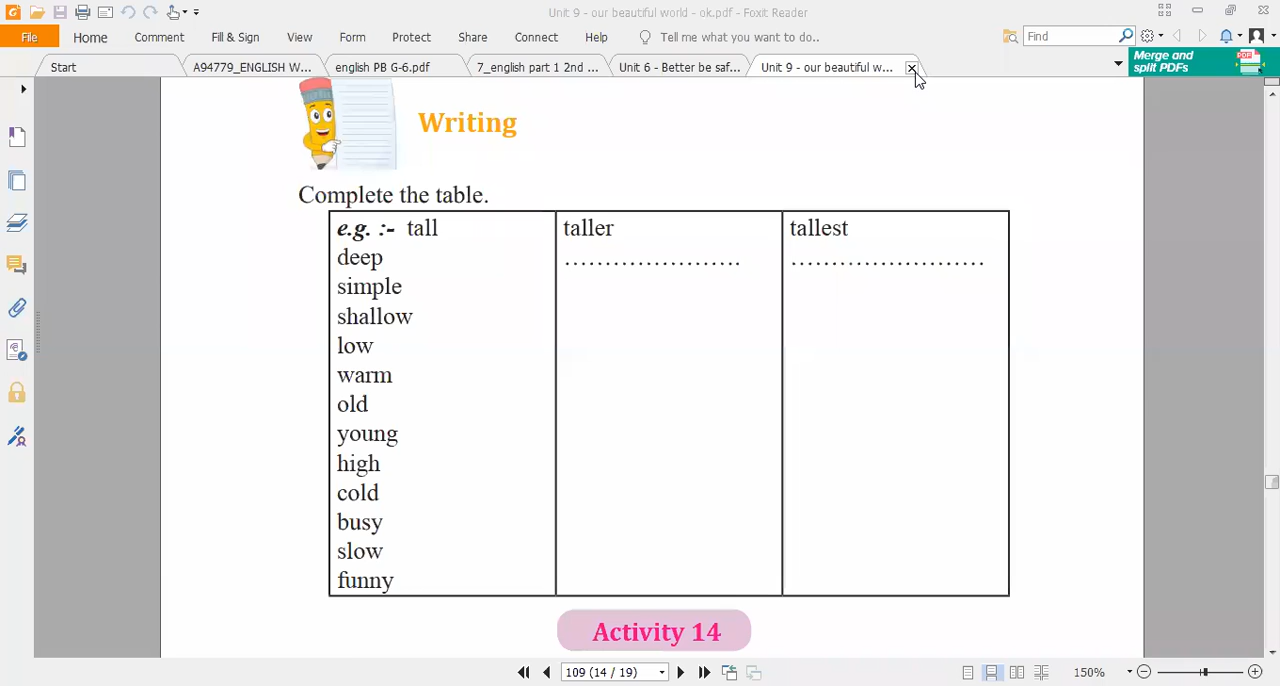 Unit 9 - our beautiful world - ok.pdf - Foxit Reader
File Home Comment Fill & Sign View Form Protect Share Connect Help Tell me what you want to do.. Find
Merge and
split PDFs
Start A94779_ENGLISH W... english PB G-6.pdf 7_english part 1 2nd ... Unit 6 - Better be saf... Unit 9 - our beautiful w...
Writing
Complete the table.
e.g. :- tall taller tallest
deep ...................... ........................
simple
shallow
low
warm
old
young
high
cold
busy
slow
funny
Activity 14
109 (14 / 19) 150%